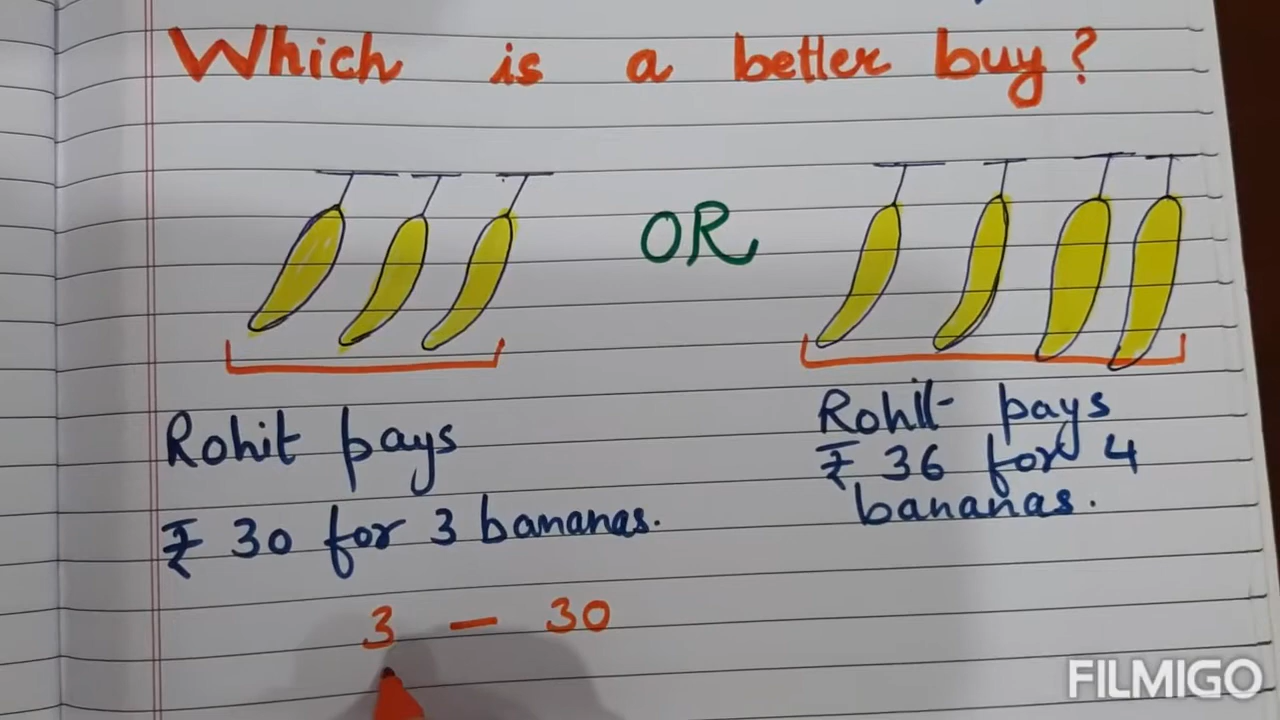 Which is a better buy?
OR
Rohit pays
₹ 30 for 3 bananas.
Rohit pays
₹ 36 for 4
bananas.
3 — 30
FILMIGO